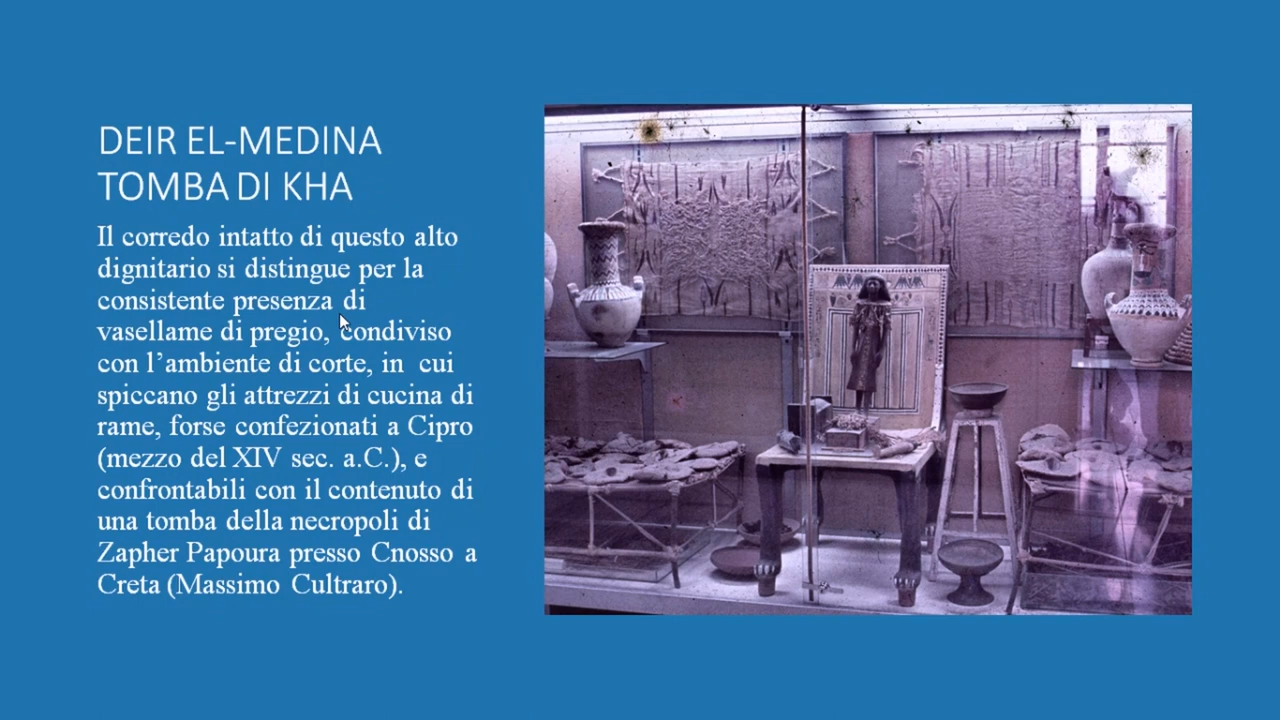 DEIR EL-MEDINA
TOMBA DI KHA
Il corredo intatto di questo alto
dignitario si distingue per la
consistente presenza di
vasellame di pregio, condiviso
con l’ambiente di corte, in cui
spiccano gli attrezzi di cucina di
rame, forse confezionati a Cipro
(mezzo del XIV sec. a.C.), e
confrontabili con il contenuto di
una tomba della necropoli di
Zapher Papoura presso Cnosso a
Creta (Massimo Cultraro).